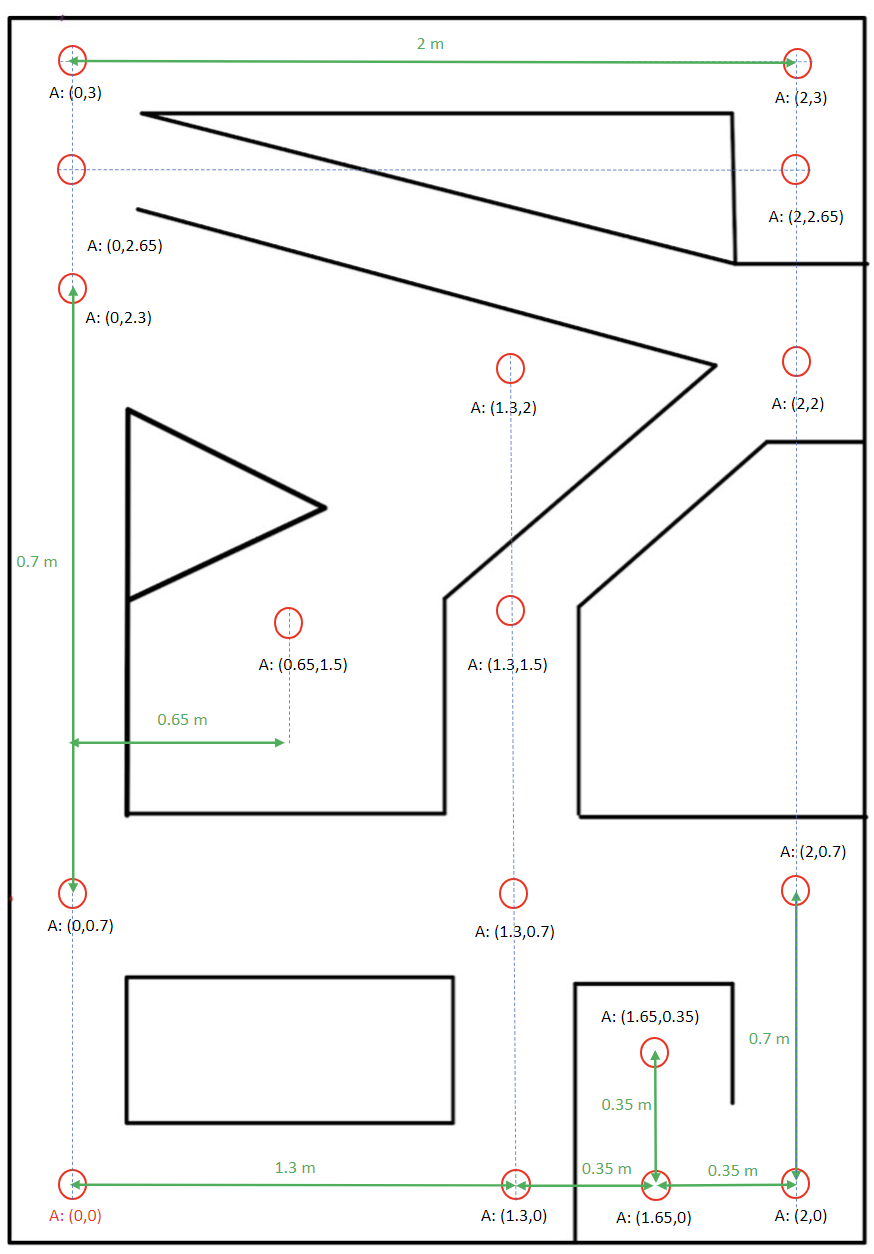 2 m
A: (0,3)
A: (2,3)
A: (2,2.65)
A: (0,2.65)
A: (0,2.3)
A: (2,2)
A: (1.3,2)
0.7 m
A: (0.65,1.5)
A: (1.3,1.5)
0.65 m
A: (2,0.7)
A: (0,0.7)
A: (1.3,0.7)
A: (1.65,0.35)
0.7 m
0.35 m
1.3 m
0.35 m
0.35 m
A: (0,0)
A: (1.3,0)
A: (1.65,0)
A: (2,0)